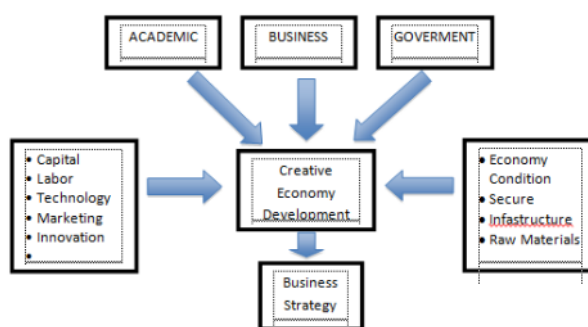 ACADEMIC
BUSINESS
GOVERMENT
• Capital
• Labor
• Technology
• Marketing
• Innovation
•
Creative
Economy
Development
• Economy
Condition
• Secure
• Infastructure
• Raw Materials
Business
Strategy